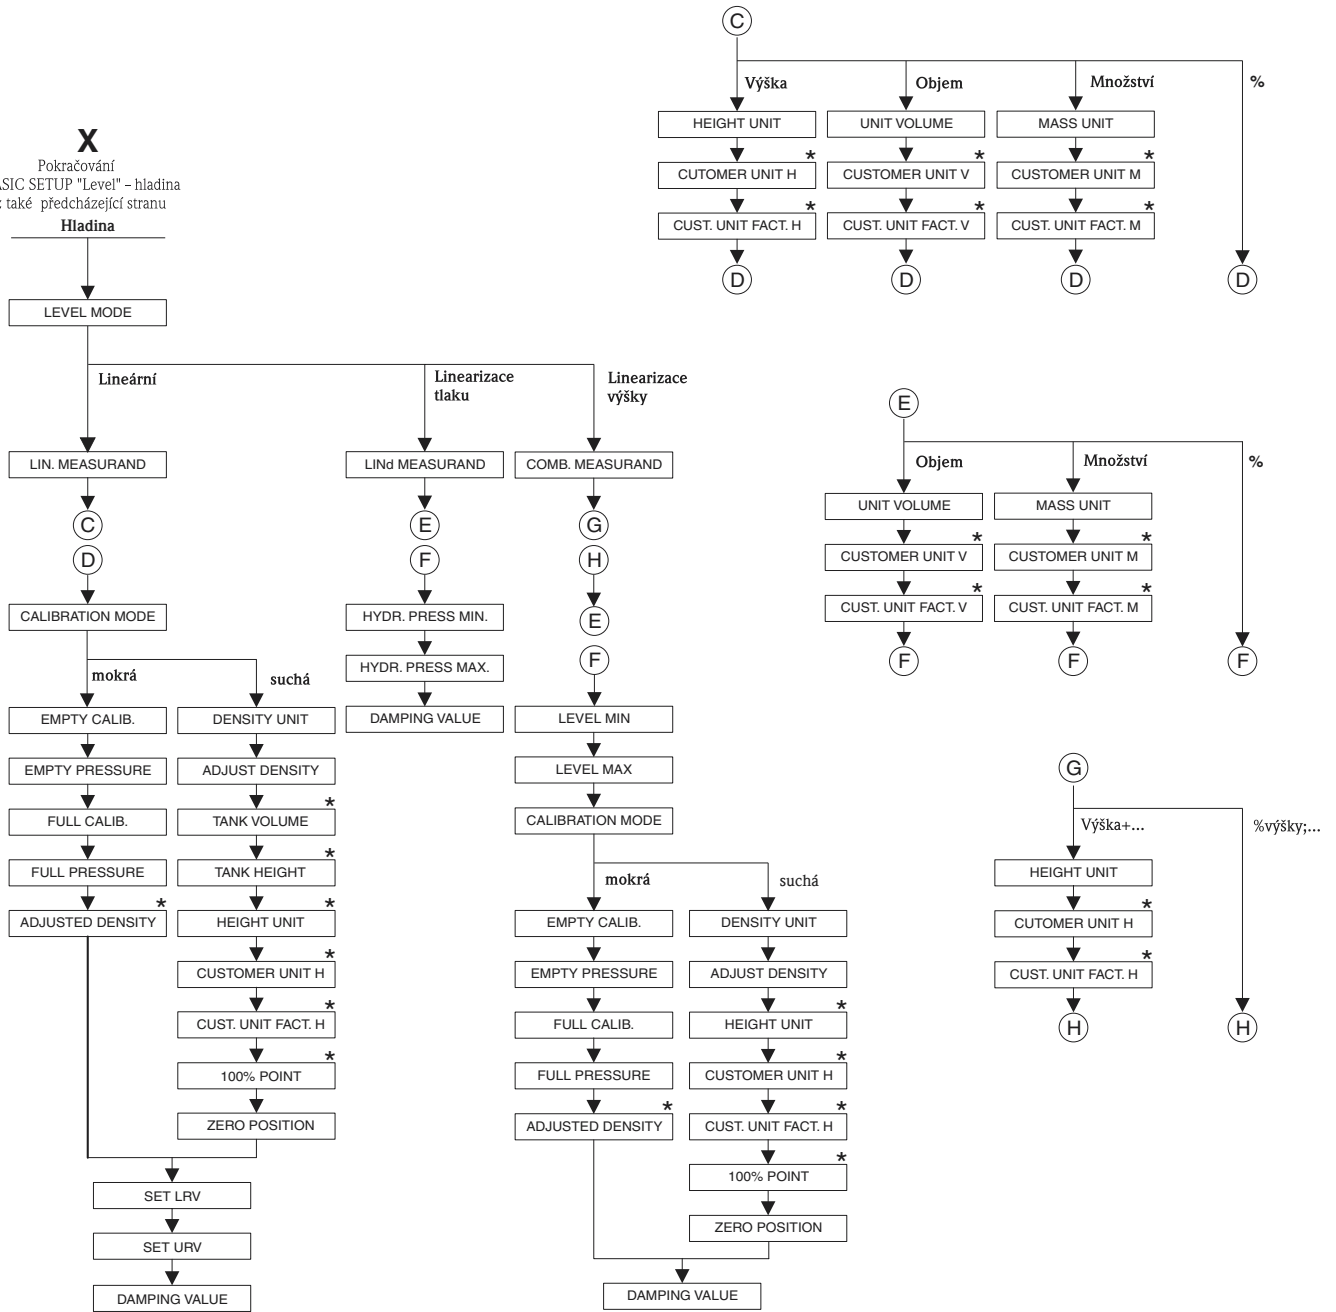 X
Pokračování
ASIC SETUP "Level" – hladina
také předcházející stranu
Hladina
LEVEL MODE
Lineární
Linearizace
tlaku
Linearizace
výšky
LIN. MEASURAND
LINd MEASURAND
COMB. MEASURAND
C
E
G
D
F
H
CALIBRATION MODE
HYDR. PRESS MIN.
E
HYDR. PRESS MAX.
F
DAMPING VALUE
mokrá
suchá
EMPTY CALIB.
EMPTY PRESSURE
FULL CALIB.
FULL PRESSURE
*
ADJUSTED DENSITY
DENSITY UNIT
ADJUST DENSITY
*
TANK VOLUME
*
TANK HEIGHT
*
HEIGHT UNIT
*
CUSTOMER UNIT H
*
CUST. UNIT FACT. H
*
100% POINT
ZERO POSITION
SET LRV
SET URV
DAMPING VALUE
LEVEL MIN
LEVEL MAX
CALIBRATION MODE
mokrá
suchá
EMPTY CALIB.
EMPTY PRESSURE
FULL CALIB.
FULL PRESSURE
*
ADJUSTED DENSITY
DENSITY UNIT
ADJUST DENSITY
*
HEIGHT UNIT
*
CUSTOMER UNIT H
*
CUST. UNIT FACT. H
*
100% POINT
ZERO POSITION
DAMPING VALUE
C
Výška
Objem
Množství
%
HEIGHT UNIT
UNIT VOLUME
MASS UNIT
*
*
*
CUTOMER UNIT H
CUSTOMER UNIT V
CUSTOMER UNIT M
*
*
*
CUST. UNIT FACT. H
CUST. UNIT FACT. V
CUST. UNIT FACT. M
D
D
D
D
E
Objem
Množství
%
UNIT VOLUME
MASS UNIT
*
*
CUSTOMER UNIT V
CUSTOMER UNIT M
*
*
CUST. UNIT FACT. V
CUST. UNIT FACT. M
F
F
F
G
Výška+...
%výšky;...
HEIGHT UNIT
*
CUTOMER UNIT H
*
CUST. UNIT FACT. H
H
H